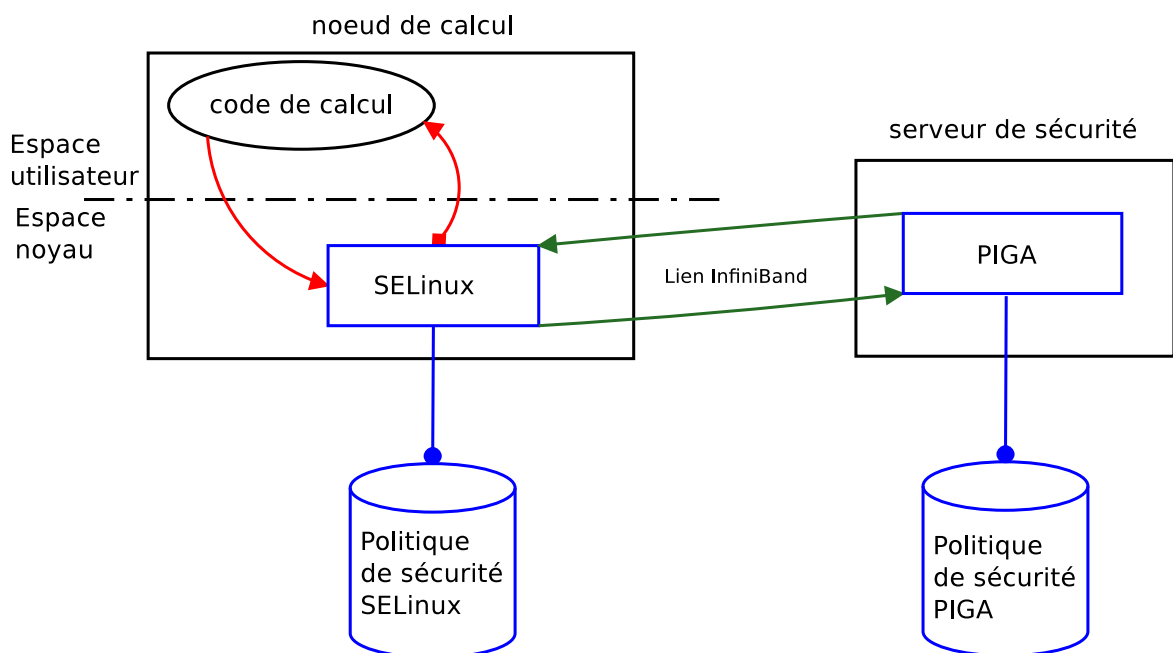 noeud de calcul
code de calcul
serveur de sécurité
Espace
utilisateur
Espace
noyau
SELinux
Lien InfiniBand
PIGA
Politique
de sécurité
SELinux
Politique
de sécurité
PIGA